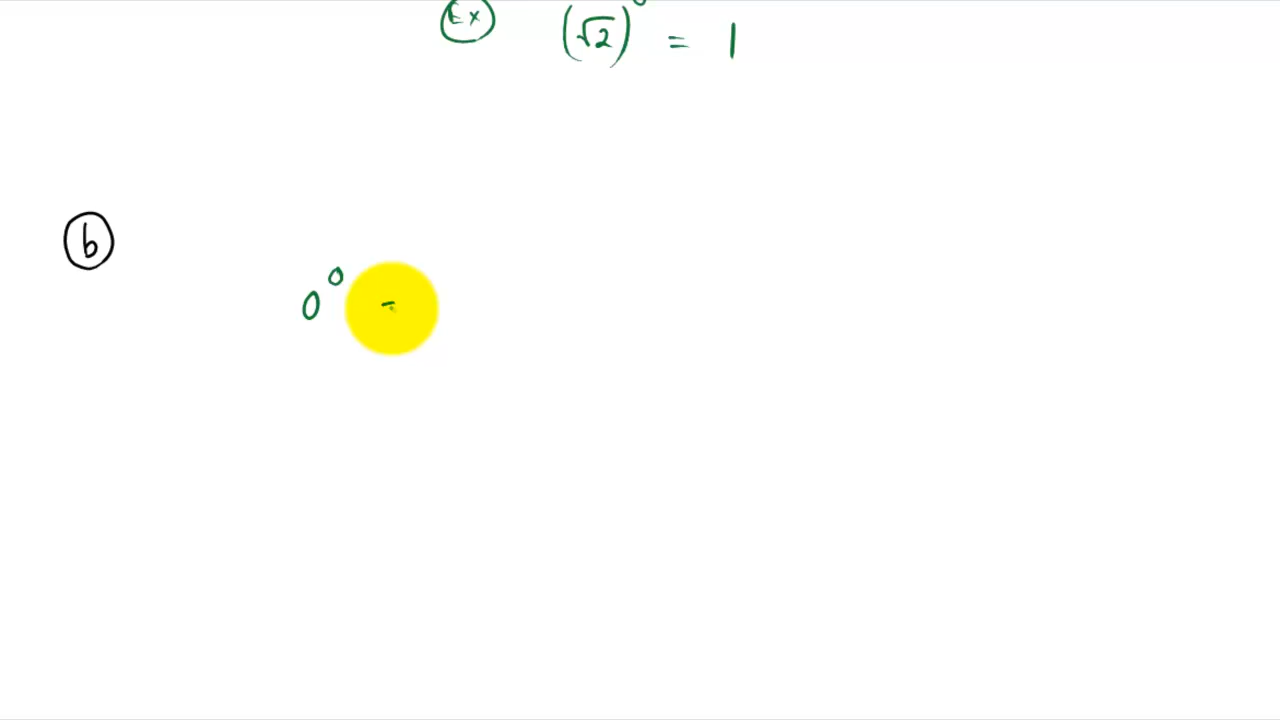 Ex (√2)⁰ = 1
b
0⁰ =